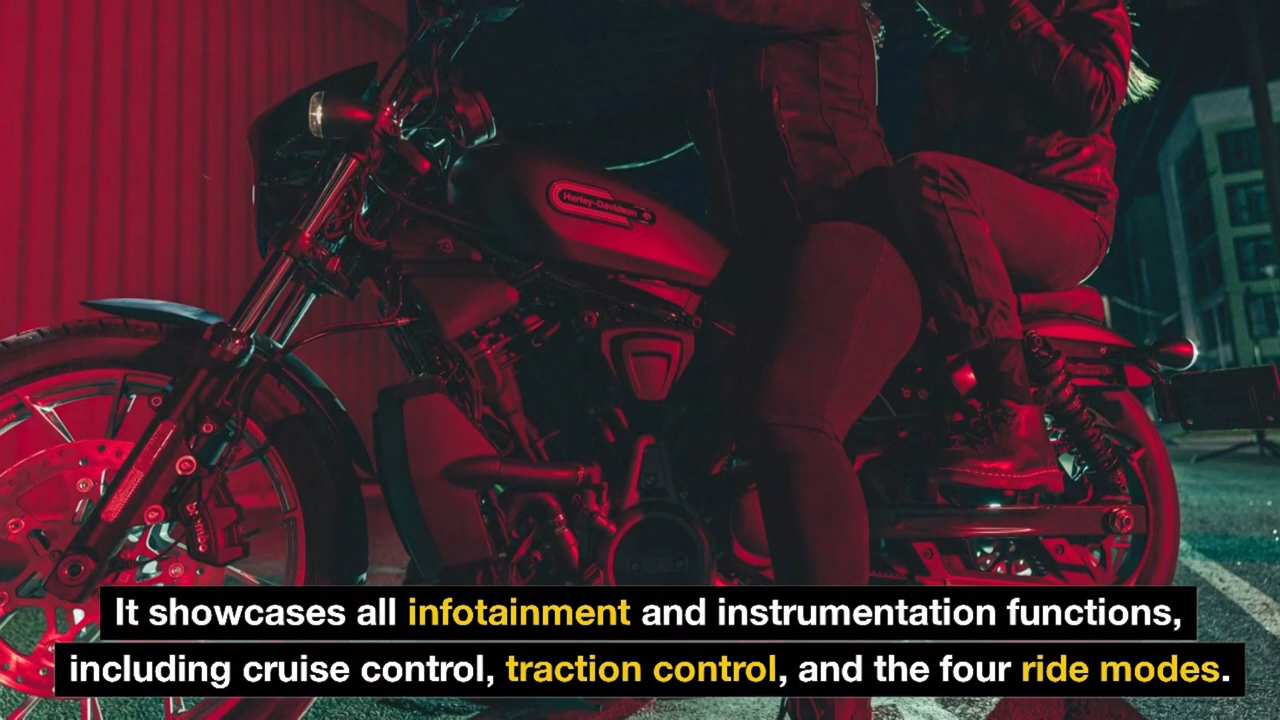 Harley-Davidson
brembo
It showcases all infotainment and instrumentation functions,
including cruise control, traction control, and the four ride modes.